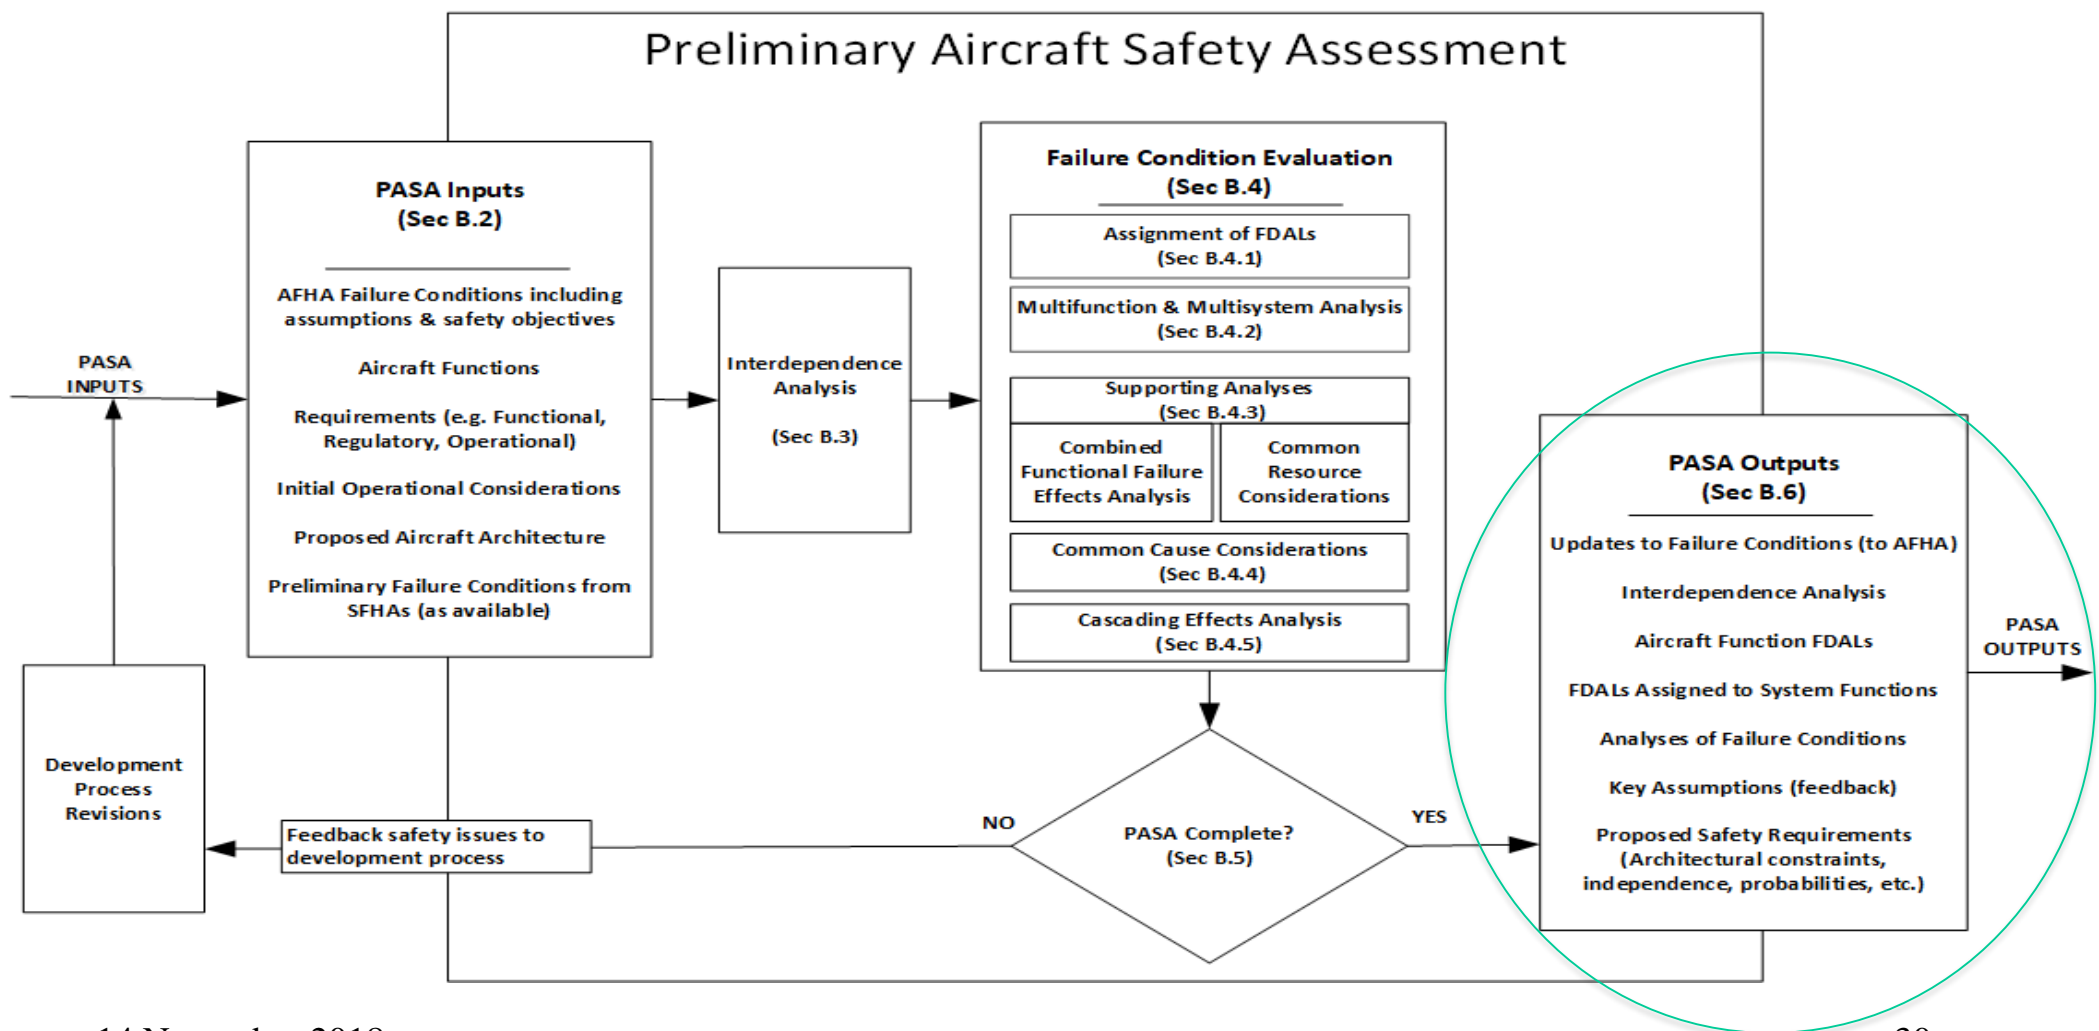 Preliminary Aircraft Safety Assessment
PASA
INPUTS
PASA Inputs
(Sec B.2)
AFHA Failure Conditions including
assumptions & safety objectives
Aircraft Functions
Requirements (e.g. Functional,
Regulatory, Operational)
Initial Operational Considerations
Proposed Aircraft Architecture
Preliminary Failure Conditions from
SFHAs (as available)
Interdependence
Analysis
(Sec B.3)
Failure Condition Evaluation
(Sec B.4)
Assignment of FDALs
(Sec B.4.1)
Multifunction & Multisystem Analysis
(Sec B.4.2)
Supporting Analyses
(Sec B.4.3)
Combined
Functional Failure
Effects Analysis
Common
Resource
Considerations
Common Cause Considerations
(Sec B.4.4)
Cascading Effects Analysis
(Sec B.4.5)
PASA Complete?
(Sec B.5)
NO
YES
Feedback safety issues to
development process
Development
Process
Revisions
PASA Outputs
(Sec B.6)
Updates to Failure Conditions (to AFHA)
Interdependence Analysis
Aircraft Function FDALs
FDALs Assigned to System Functions
Analyses of Failure Conditions
Key Assumptions (feedback)
Proposed Safety Requirements
(Architectural constraints,
independence, probabilities, etc.)
PASA
OUTPUTS